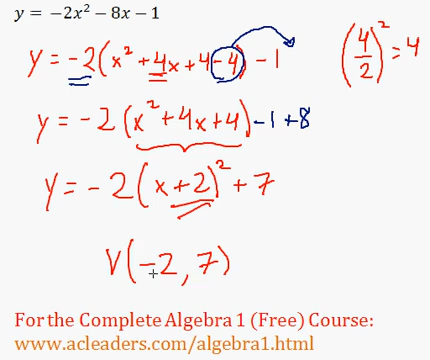 y = −2x² − 8x − 1
y = -2(x² + 4x + 4 - 4) - 1
(4/2)² = 4
y = -2(x² + 4x + 4) - 1 + 8
y = -2(x + 2)² + 7
V(-2, 7)
For the Complete Algebra 1 (Free) Course:
www.acleaders.com/algebra1.html